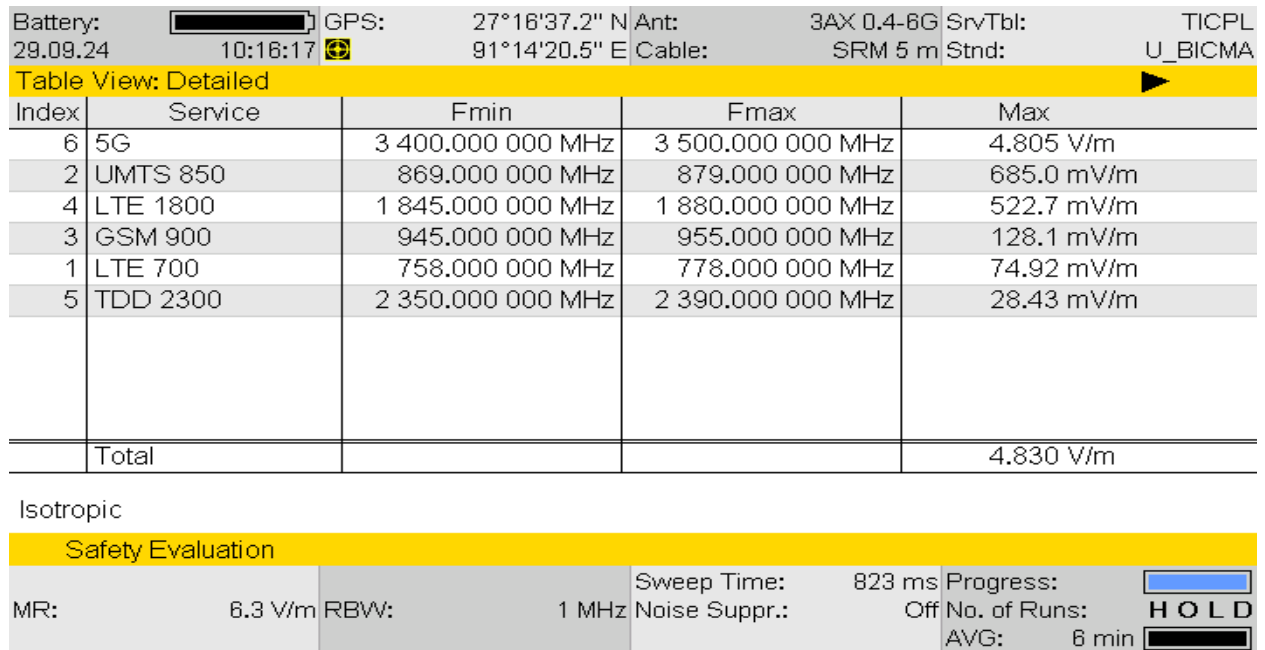 Battery: GPS: 27°16'37.2" N Ant: 3AX 0.4-6G SrvTbl: TICPL
29.09.24 10:16:17 91°14'20.5" E Cable: SRM 5 m Stnd: U_BICMA
Table View: Detailed
Index Service Fmin Fmax Max
6 5G 3 400.000 000 MHz 3 500.000 000 MHz 4.805 V/m
2 UMTS 850 869.000 000 MHz 879.000 000 MHz 685.0 mV/m
4 LTE 1800 1 845.000 000 MHz 1 880.000 000 MHz 522.7 mV/m
3 GSM 900 945.000 000 MHz 955.000 000 MHz 128.1 mV/m
1 LTE 700 758.000 000 MHz 778.000 000 MHz 74.92 mV/m
5 TDD 2300 2 350.000 000 MHz 2 390.000 000 MHz 28.43 mV/m
Total 4.830 V/m
Isotropic
Safety Evaluation
Sweep Time: 823 ms Progress:
MR: 6.3 V/m RBW: 1 MHz Noise Suppr.: Off No. of Runs: HOLD
AVG: 6 min